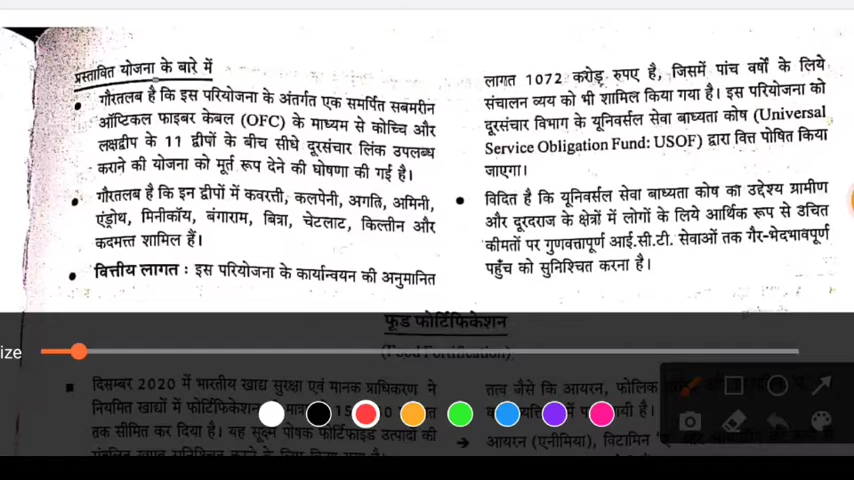 प्रस्तावित योजना के बारे में
• गौरतलब है कि इस परियोजना के अंतर्गत एक समर्पित सबमरीन
ऑप्टिकल फाइबर केबल (OFC) के माध्यम से कोच्चि और
लक्षद्वीप के 11 द्वीपों के बीच सीधे दूरसंचार लिंक उपलब्ध
कराने की योजना को मूर्त रूप देने की घोषणा की गई है।
• गौरतलब है कि इन द्वीपों में कवरत्ती, कलपेनी, अगति, अमिनी,
एंड्रोथ, मिनीकॉय, बंगाराम, बित्रा, चेटलाट, किल्तीन और
कदमत्त शामिल हैं।
• वित्तीय लागत : इस परियोजना के कार्यान्वयन की अनुमानित
लागत 1072 करोड़ रुपए है, जिसमें पांच वर्षों के लिये
संचालन व्यय को भी शामिल किया गया है। इस परियोजना को
दूरसंचार विभाग के यूनिवर्सल सेवा बाध्यता कोष (Universal
Service Obligation Fund: USOF) द्वारा वित्त पोषित किया
जाएगा।
• विदित है कि यूनिवर्सल सेवा बाध्यता कोष का उद्देश्य ग्रामीण
और दूरदराज के क्षेत्रों में लोगों के लिये आर्थिक रूप से उचित
कीमतों पर गुणवत्तापूर्ण आई.सी.टी. सेवाओं तक गैर-भेदभावपूर्ण
पहुँच को सुनिश्चित करना है।
फूड फोर्टिफिकेशन
ize
(Food Fortification)
दिसम्बर 2020 में भारतीय खाद्य सुरक्षा एवं मानक प्राधिकरण ने
नियमित खाद्यों में फोर्टिफिकेशन
तक सीमित कर दिया है। यह सूक्ष्म पोषक फोर्टिफाइड उत्पादों की
तत्व जैसे कि आयरन, फोलिक
→ आयरन (एनीमिया), विटामिन